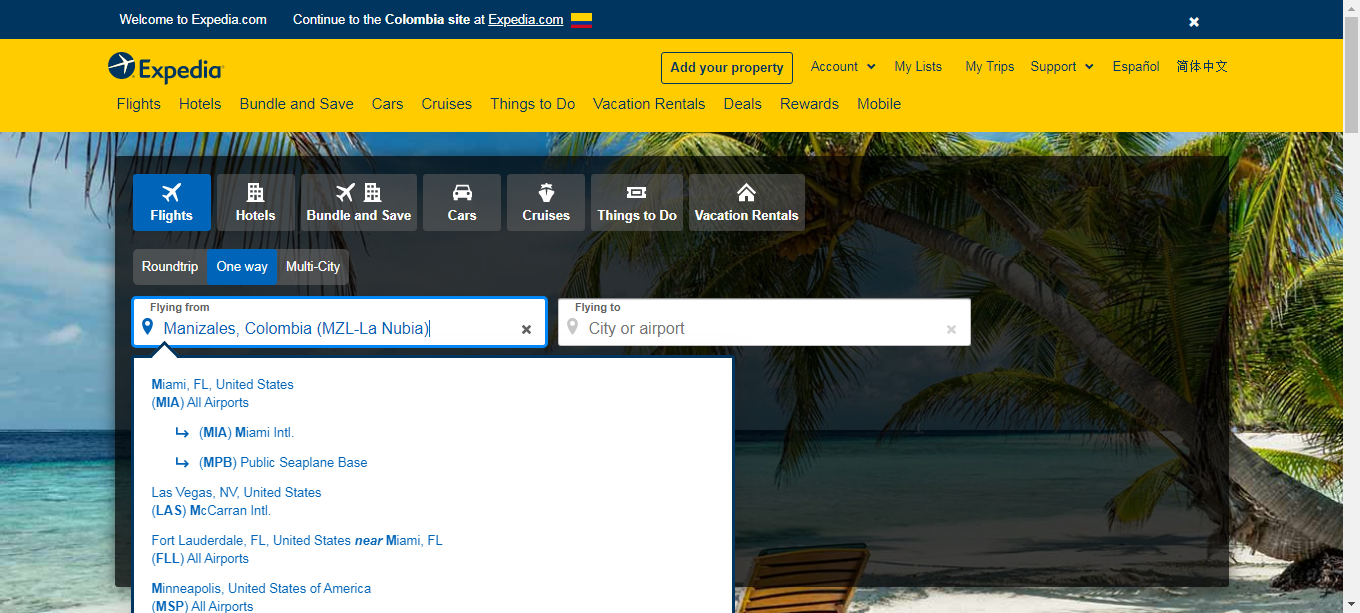 Welcome to Expedia.com Continue to the Colombia site at Expedia.com
Expedia
Add your property Account My Lists My Trips Support Español 简体中文
Flights Hotels Bundle and Save Cars Cruises Things to Do Vacation Rentals Deals Rewards Mobile
Flights Hotels Bundle and Save Cars Cruises Things to Do Vacation Rentals
Roundtrip One way Multi-City
Flying from Flying to
Manizales, Colombia (MZL-La Nubia) City or airport
Miami, FL, United States
(MIA) All Airports
(MIA) Miami Intl.
(MPB) Public Seaplane Base
Las Vegas, NV, United States
(LAS) McCarran Intl.
Fort Lauderdale, FL, United States near Miami, FL
(FLL) All Airports
Minneapolis, United States of America
(MSP) All Airports